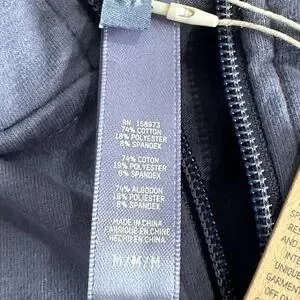 RN 158973
74% COTTON
18% POLYESTER
8% SPANDEX
74% COTON
18% POLYESTER
8% SPANDEX
74% ALGODON
18% POLIESTER
8% SPANDEX
MADE IN CHINA
FABRIQUE EN CHINE
HECHO EN CHINA
M/M/M